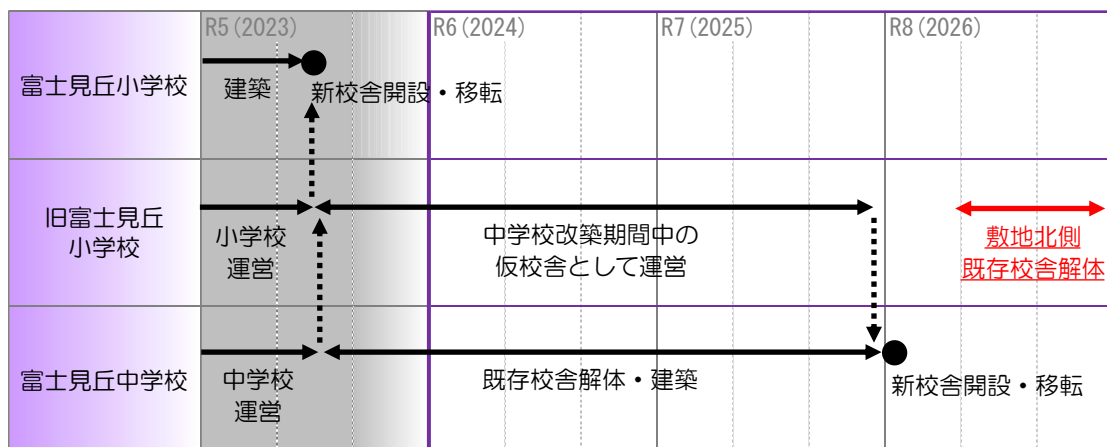 R5(2023)
R6(2024)
R7(2025)
R8(2026)
富士見丘小学校
建築
新校舎開設・移転
旧富士見丘
小学校
小学校
運営
中学校改築期間中の
仮校舎として運営
敷地北側
既存校舎解体
富士見丘中学校
中学校
運営
既存校舎解体・建築
新校舎開設・移転